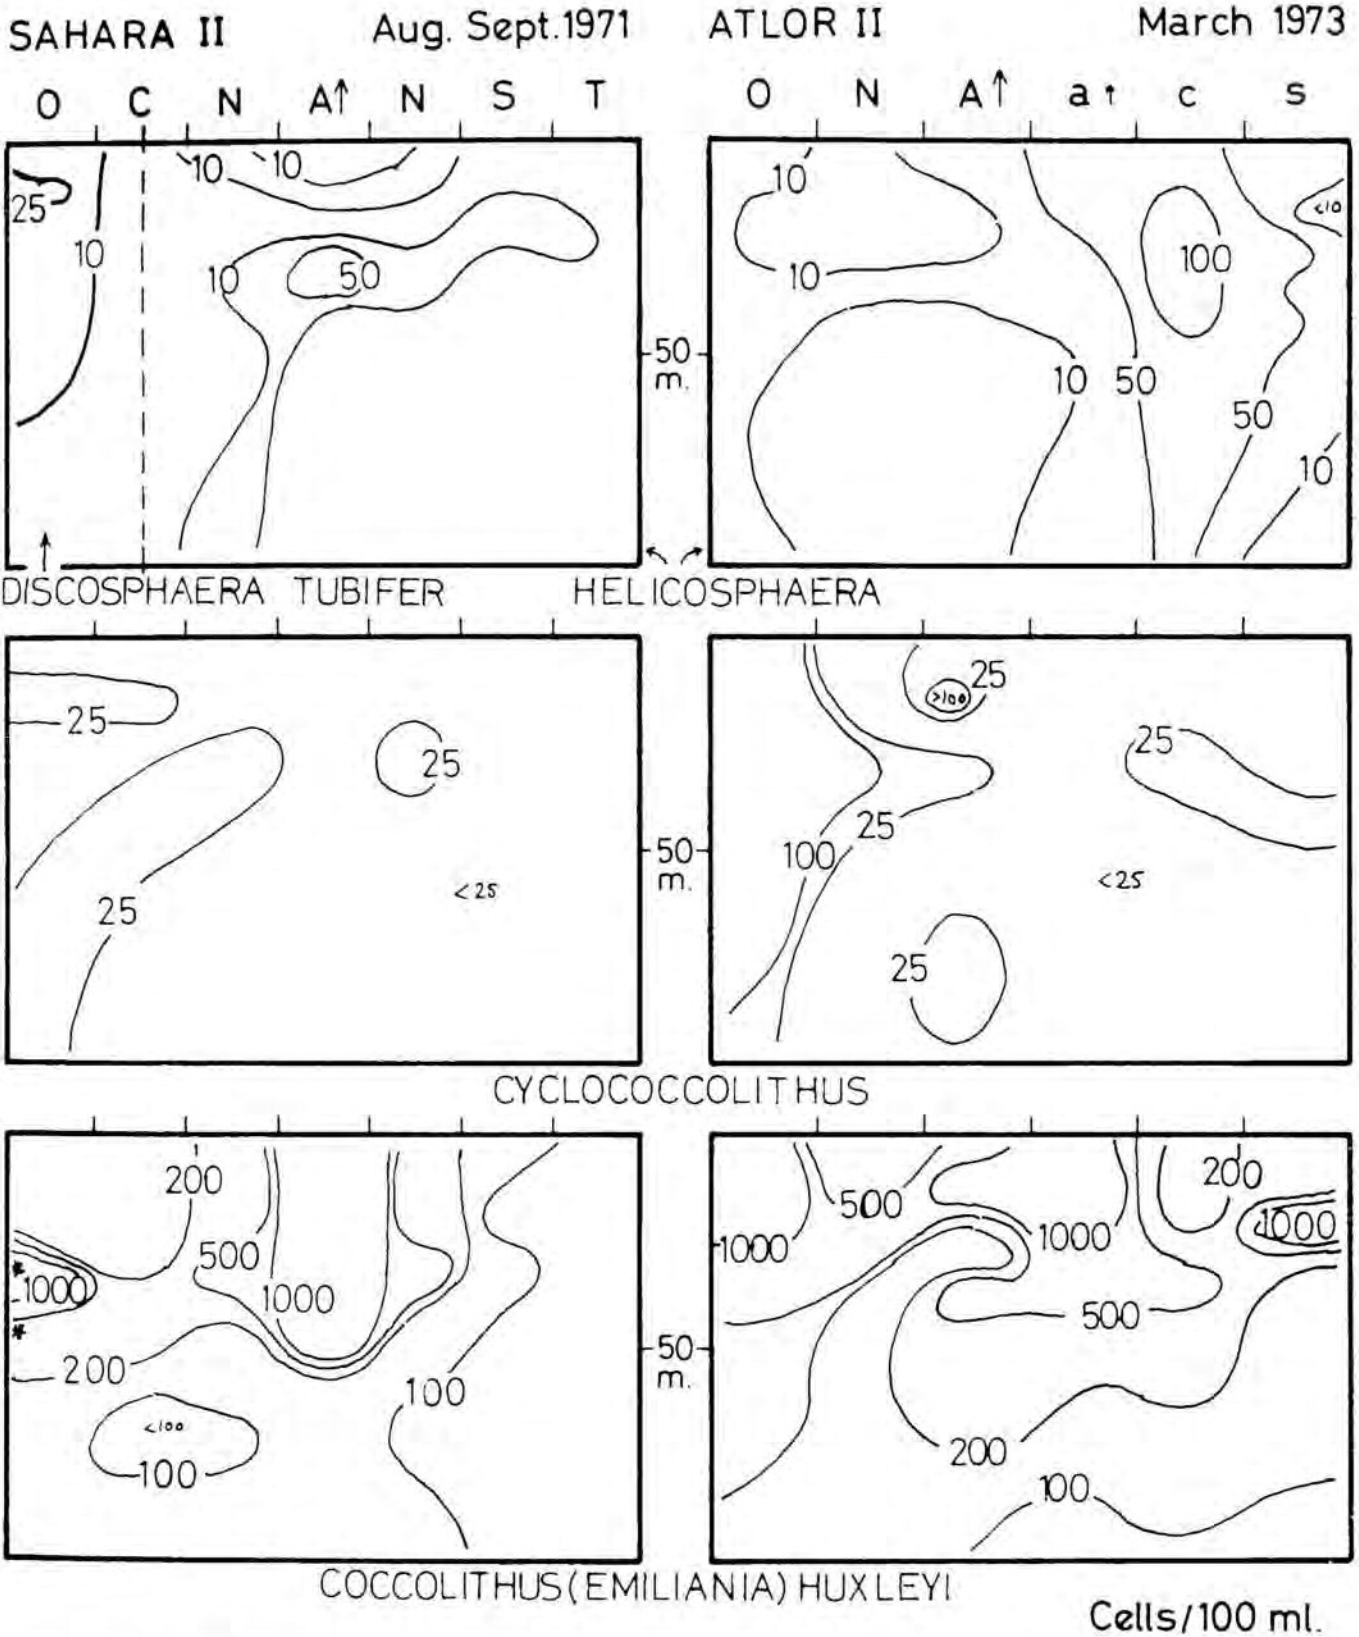 SAHARA II Aug. Sept. 1971 ATLOR II March 1973
O C N A↑ N S T O N A↑ a↑ c s
10 10 10 <10
25
10 10 50 10 100
50
m. 10 50
50
10
DISCOSPHAERA TUBIFER HELICOSPHAERA
25 >100
25 25 25
25
100 50
m. <25 <25
25
25
CYCLOCOCCOLITHUS
200 200
500 500
1000 1000 1000 1000
* 1000
* 500
200 50
m. 100
<100
100 200
100
COCCOLITHUS (EMILIANIA) HUXLEYI
Cells/100 ml.